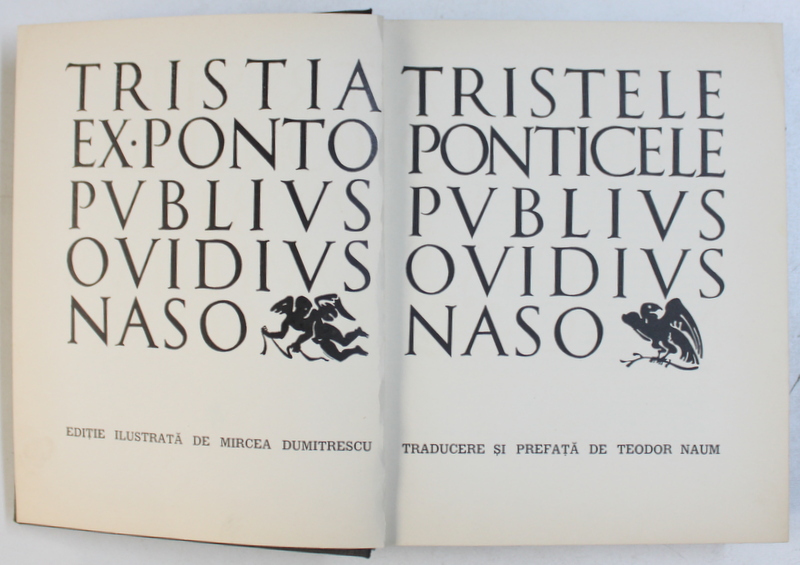 TRISTIA
EX·PONTO
PVBLIVS
OVIDIVS
NASO
EDIȚIE ILUSTRATĂ DE MIRCEA DUMITRESCU
TRISTELE
PONTICELE
PVBLIVS
OVIDIVS
NASO
TRADUCERE ȘI PREFAȚĂ DE TEODOR NAUM